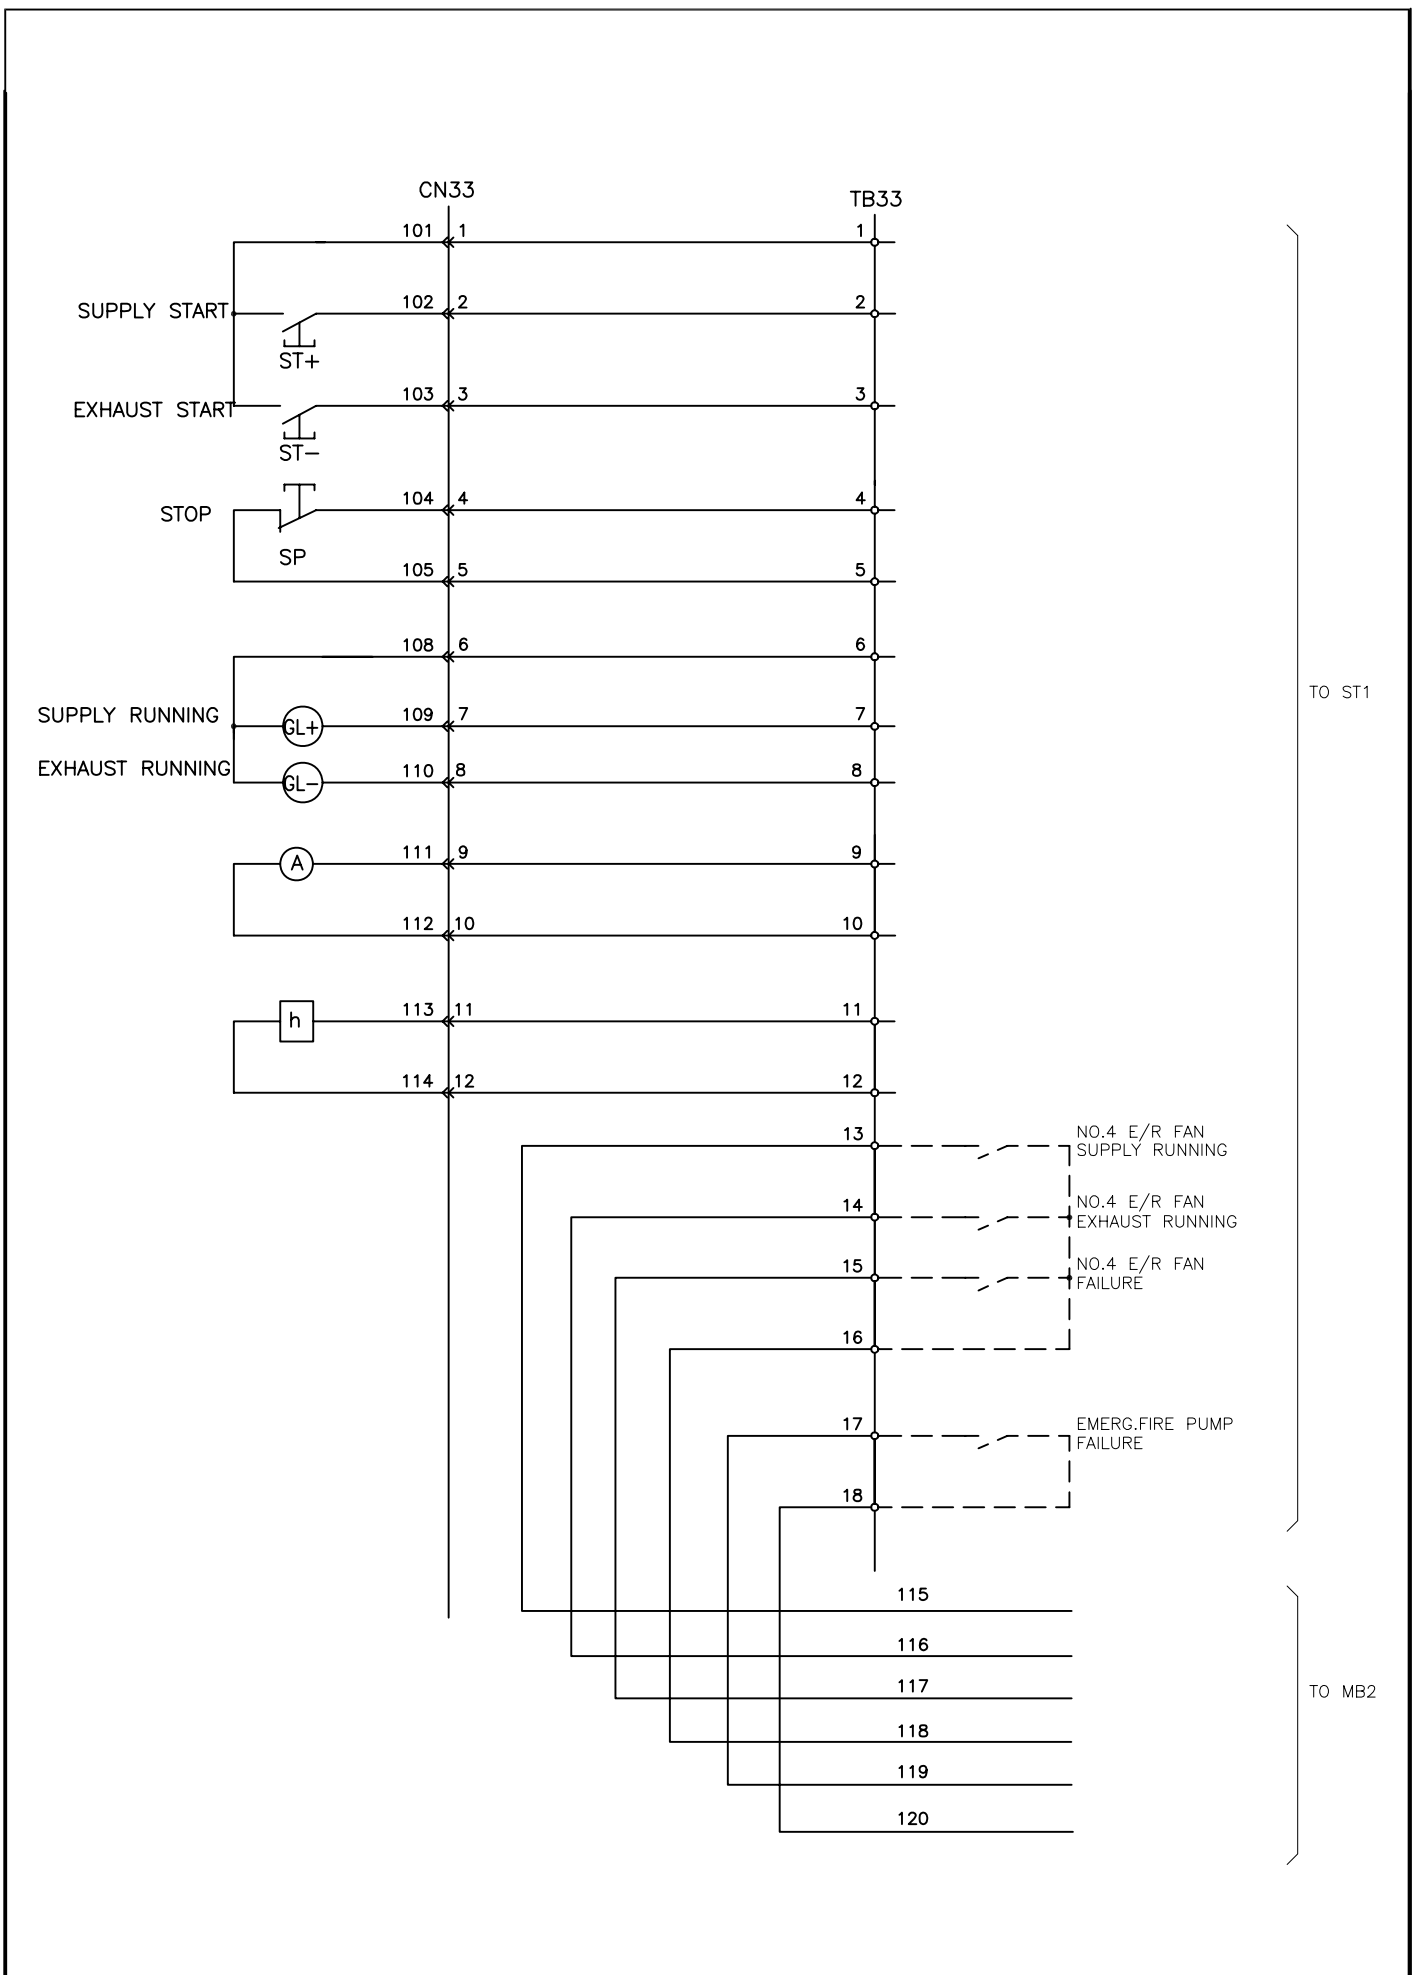 CN33
TB33
101 1 1
SUPPLY START 102 2 2
ST+
EXHAUST START 103 3 3
ST-
STOP 104 4 4
SP
105 5 5
108 6 6
TO ST1
SUPPLY RUNNING GL+ 109 7 7
EXHAUST RUNNING GL- 110 8 8
A 111 9 9
112 10 10
h 113 11 11
114 12 12
13 NO.4 E/R FAN
SUPPLY RUNNING
14 NO.4 E/R FAN
EXHAUST RUNNING
15 NO.4 E/R FAN
FAILURE
16
17 EMERG.FIRE PUMP
FAILURE
18
115
116
117 TO MB2
118
119
120